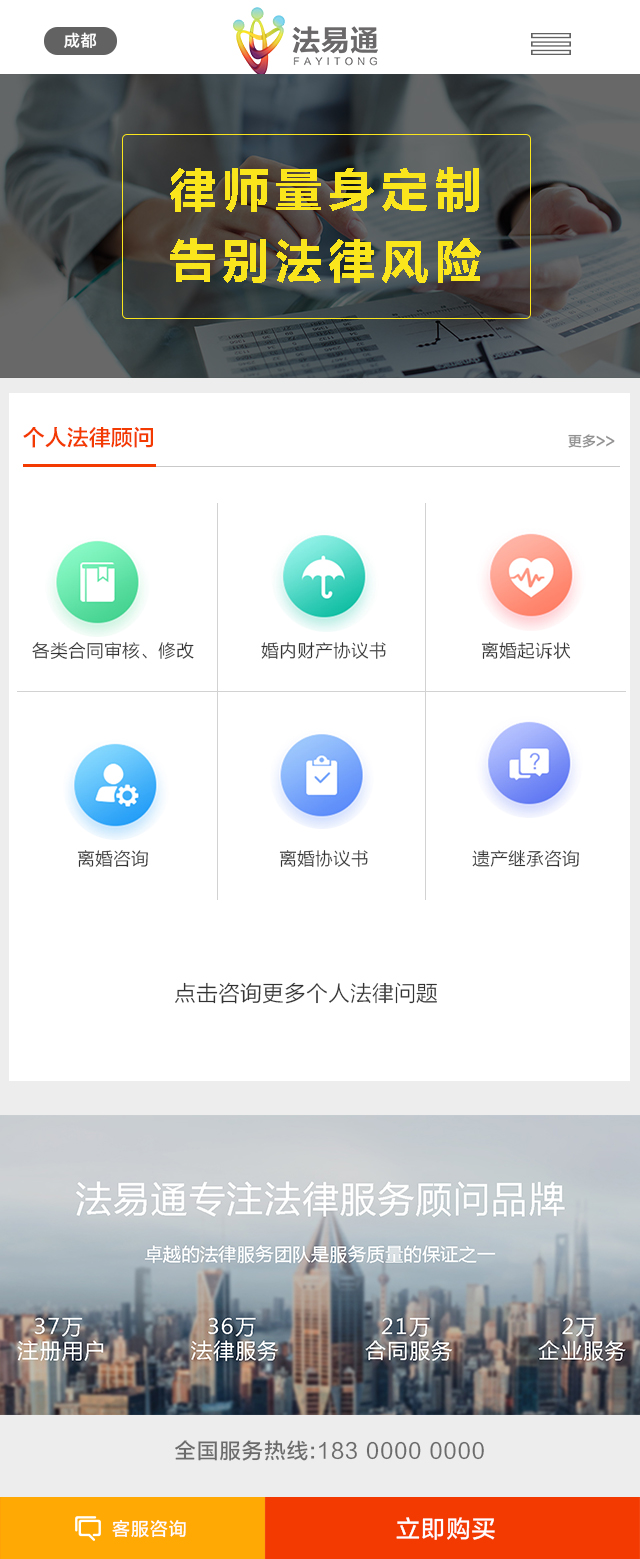 成都
法易通
FAYITONG
律师量身定制
告别法律风险
个人法律顾问
更多>>
各类合同审核、修改
婚内财产协议书
离婚起诉状
离婚咨询
离婚协议书
遗产继承咨询
点击咨询更多个人法律问题
法易通专注法律服务顾问品牌
卓越的法律服务团队是服务质量的保证之一
37万
36万
21万
2万
注册用户
法律服务
合同服务
企业服务
全国服务热线:183 0000 0000
客服咨询
立即购买